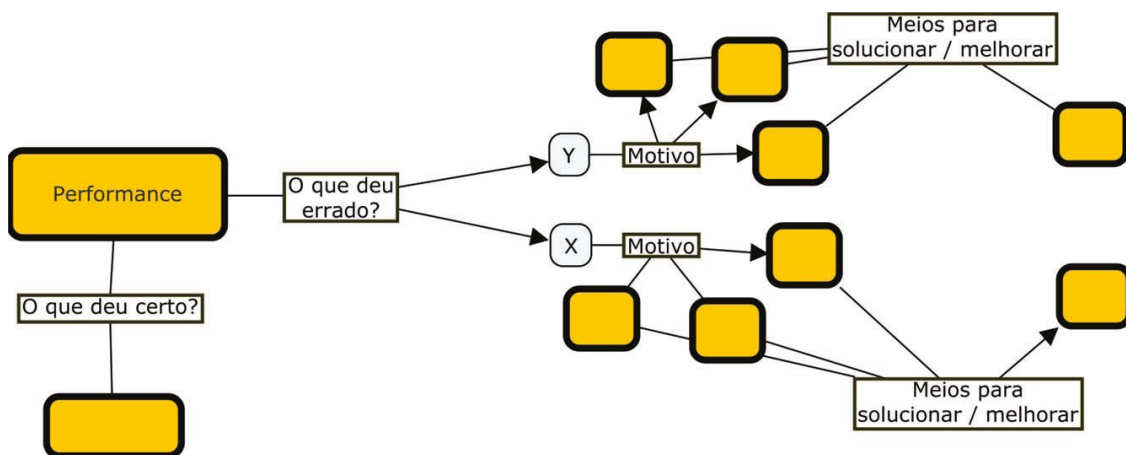 Meios para
solucionar / melhorar
Y
Motivo
Performance
O que deu
errado?
X
Motivo
O que deu certo?
Meios para
solucionar / melhorar